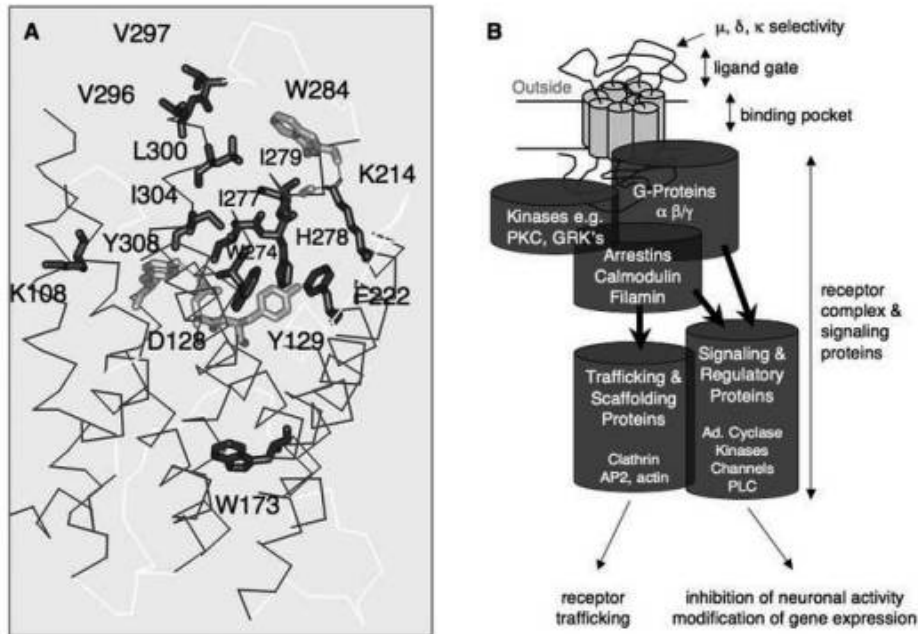 A
V297
V296
W284
L300
I279
K214
I304
I277
Y308
H278
W274
K108
E222
D128
Y129
W173
B
μ, δ, κ selectivity
ligand gate
Outside
binding pocket
G-Proteins
α β/γ
Kinases e.g.
PKC, GRK's
Arrestins
Calmodulin
Filamin
receptor
complex &
signaling
proteins
Trafficking &
Scaffolding
Proteins
Clathrin
AP2, actin
Signaling &
Regulatory
Proteins
Ad. Cyclase
Kinases
Channels
PLC
receptor
trafficking
inhibition of neuronal activity
modification of gene expression